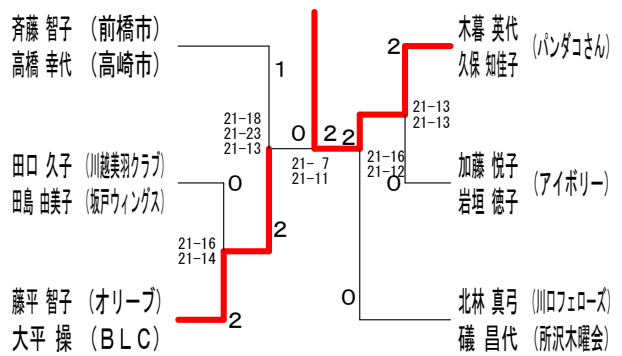 斉藤 智子 (前橋市)
高橋 幸代 (高崎市)
1
21-18
21-23
21-13
田口 久子 (川越美羽クラブ)
田島 由美子 (坂戸ウィングス)
0
21-16
21-14
2
藤平 智子 (オリーブ)
大平 操 (BLC)
2
0
2
2
21- 7
21-11
木暮 英代
久保 知佳子
(パンダコさん)
2
21-13
21-13
21-16
21-12
加藤 悦子
岩垣 徳子
(アイボリー)
0
北林 真弓 (川口フェローズ)
礒 昌代 (所沢木曜会)
0